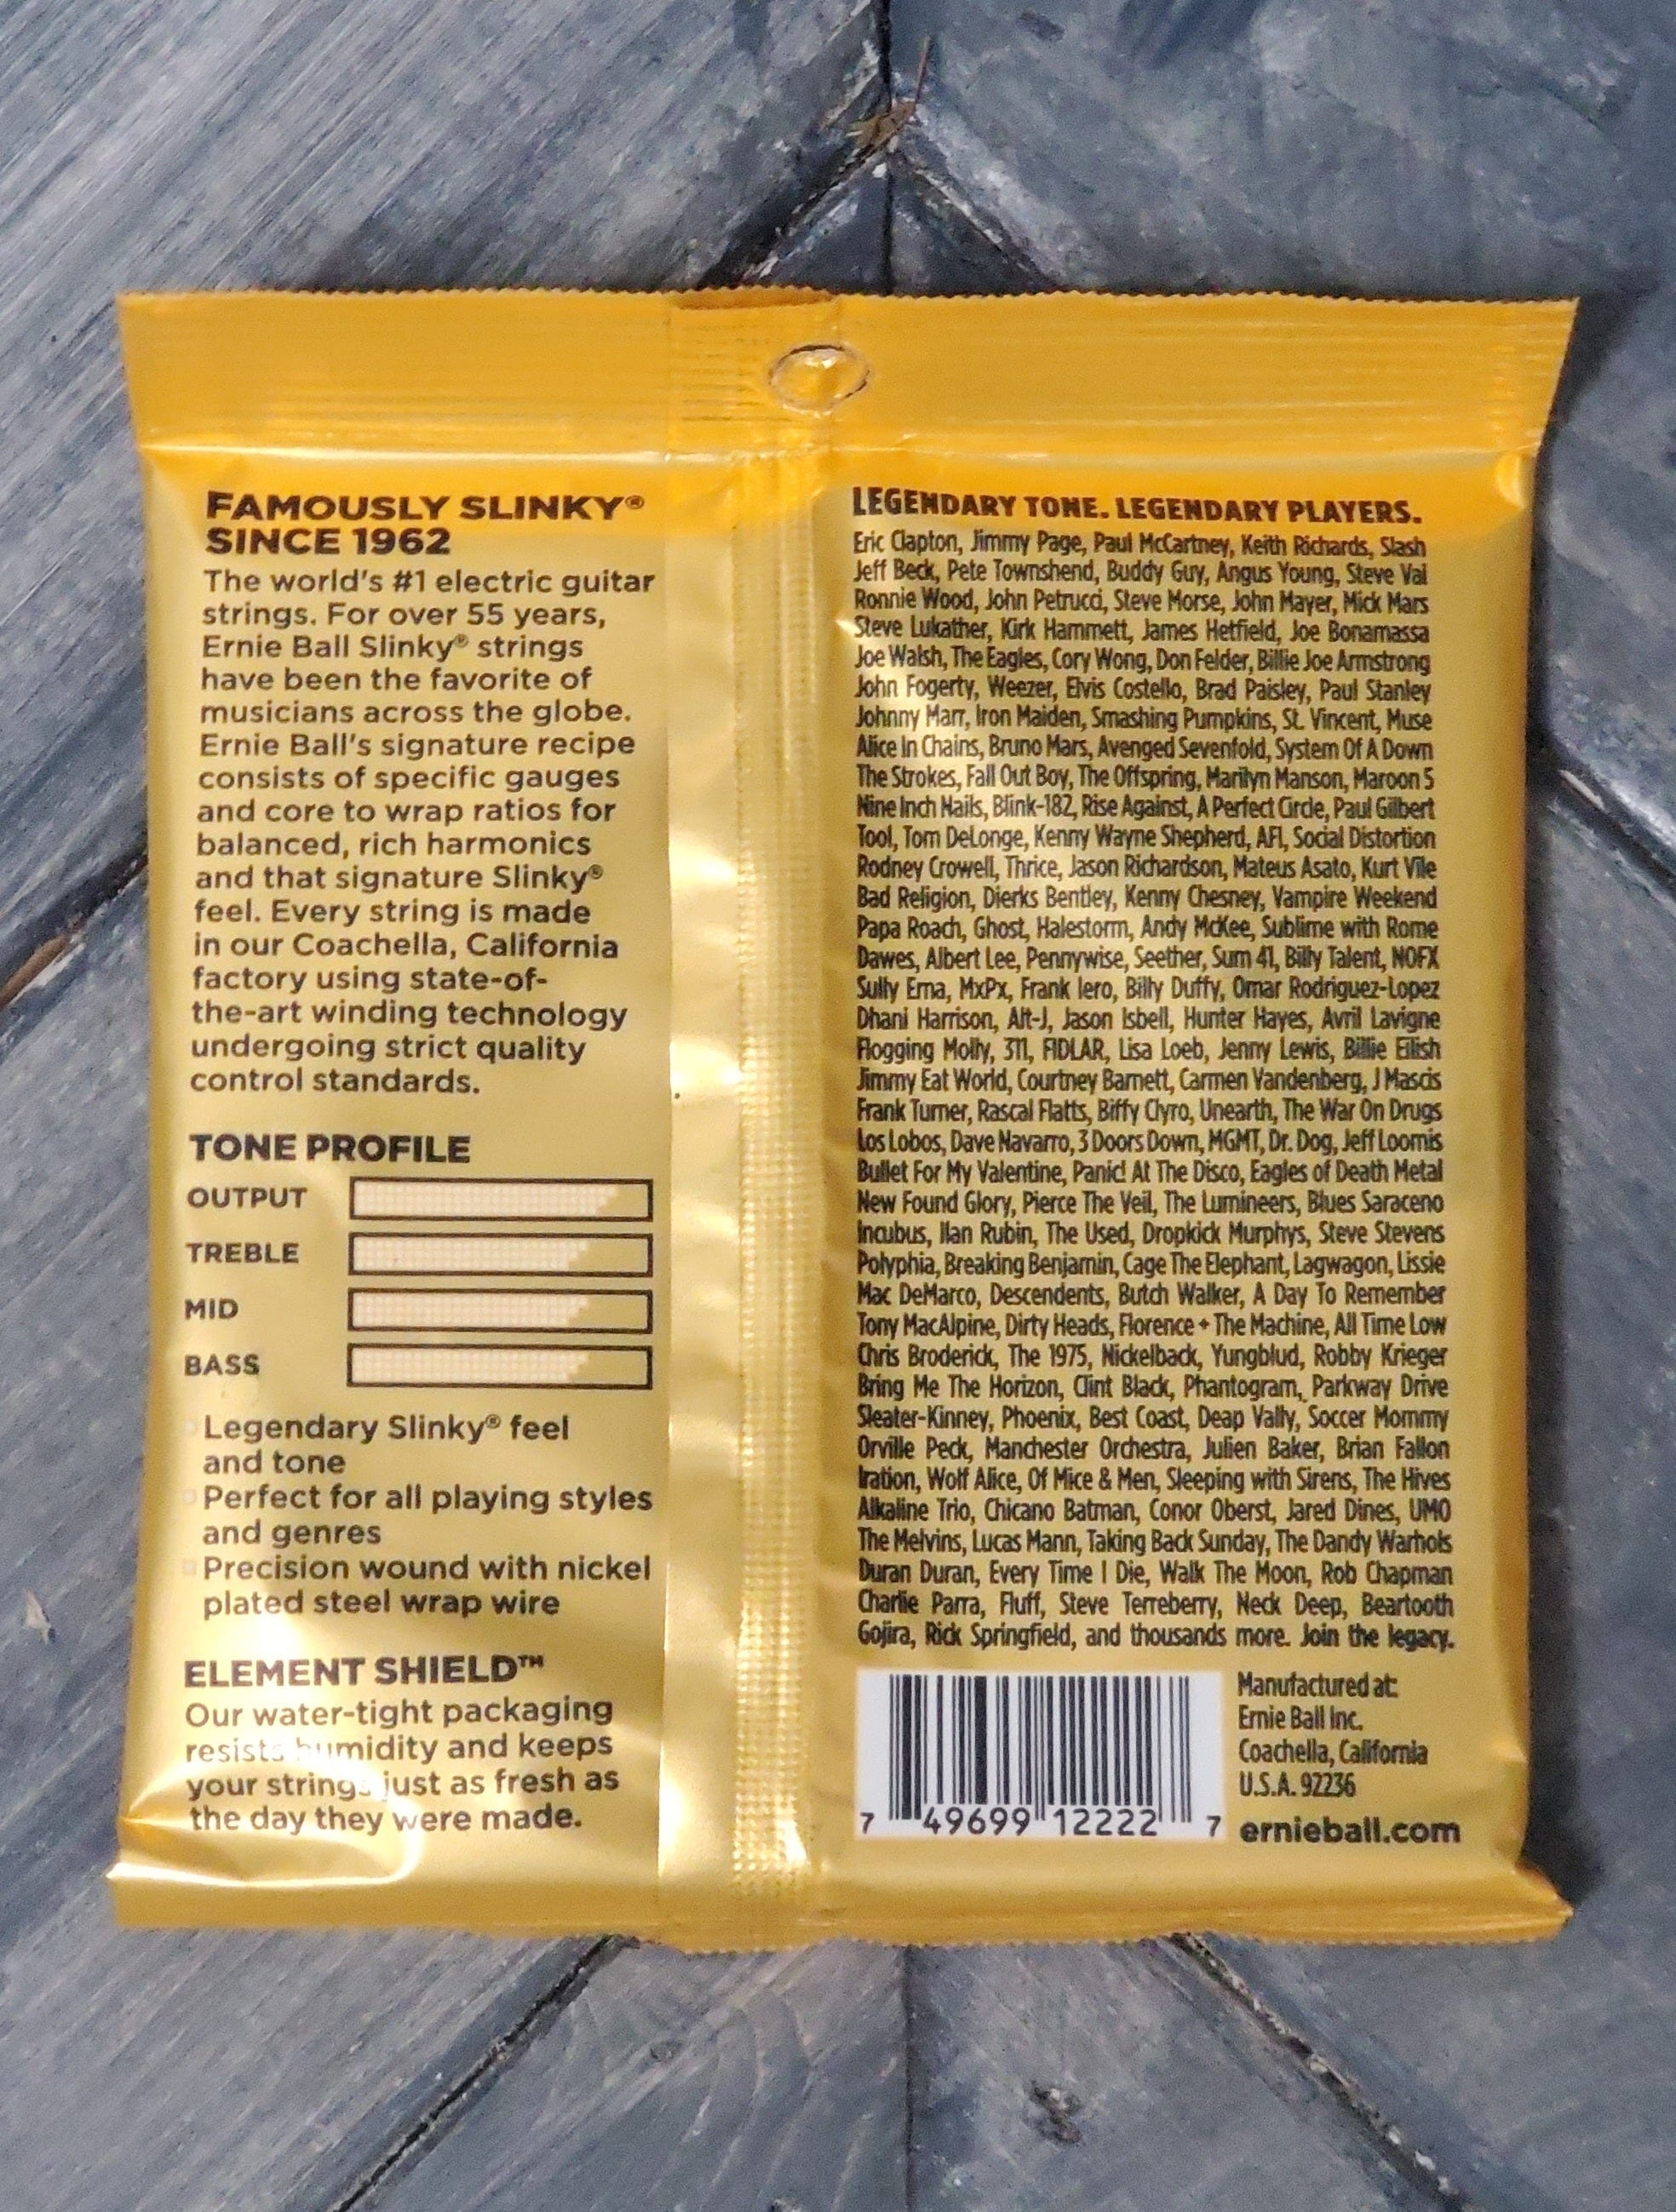 FAMOUSLY SLINKY®
SINCE 1962
The world's #1 electric guitar
strings. For over 55 years,
Ernie Ball Slinky® strings
have been the favorite of
musicians across the globe.
Ernie Ball's signature recipe
consists of specific gauges
and core to wrap ratios for
balanced, rich harmonics
and that signature Slinky®
feel. Every string is made
in our Coachella, California
factory using state-of-
the-art winding technology
undergoing strict quality
control standards.
TONE PROFILE
OUTPUT
TREBLE
MID
BASS
Legendary Slinky® feel
and tone
Perfect for all playing styles
and genres
Precision wound with nickel
plated steel wrap wire
ELEMENT SHIELD™
Our water-tight packaging
resists humidity and keeps
your strings just as fresh as
the day they were made.
LEGENDARY TONE. LEGENDARY PLAYERS.
Eric Clapton, Jimmy Page, Paul McCartney, Keith Richards, Slash
Jeff Beck, Pete Townshend, Buddy Guy, Angus Young, Steve Vai
Ronnie Wood, John Petrucci, Steve Morse, John Mayer, Mick Mars
Steve Lukather, Kirk Hammett, James Hetfield, Joe Bonamassa
Joe Walsh, The Eagles, Cory Wong, Don Felder, Billie Joe Armstrong
John Fogerty, Weezer, Elvis Costello, Brad Paisley, Paul Stanley
Johnny Marr, Iron Maiden, Smashing Pumpkins, St. Vincent, Muse
Alice In Chains, Bruno Mars, Avenged Sevenfold, System Of A Down
The Strokes, Fall Out Boy, The Offspring, Marilyn Manson, Maroon 5
Nine Inch Nails, Blink-182, Rise Against, A Perfect Circle, Paul Gilbert
Tool, Tom DeLonge, Kenny Wayne Shepherd, AFI, Social Distortion
Rodney Crowell, Thrice, Jason Richardson, Mateus Asato, Kurt Vile
Bad Religion, Dierks Bentley, Kenny Chesney, Vampire Weekend
Papa Roach, Ghost, Halestorm, Andy McKee, Sublime with Rome
Dawes, Albert Lee, Pennywise, Seether, Sum 41, Billy Talent, NOFX
Sully Erna, MxPx, Frank Iero, Billy Duffy, Omar Rodriguez-Lopez
Dhani Harrison, Alt-J, Jason Isbell, Hunter Hayes, Avril Lavigne
Flogging Molly, 311, FIDLAR, Lisa Loeb, Jenny Lewis, Billie Eilish
Jimmy Eat World, Courtney Barnett, Carmen Vandenberg, J Mascis
Frank Turner, Rascal Flatts, Biffy Clyro, Unearth, The War On Drugs
Los Lobos, Dave Navarro, 3 Doors Down, MGMT, Dr. Dog, Jeff Loomis
Bullet For My Valentine, Panic! At The Disco, Eagles of Death Metal
New Found Glory, Pierce The Veil, The Lumineers, Blues Saraceno
Incubus, Ilan Rubin, The Used, Dropkick Murphys, Steve Stevens
Polyphia, Breaking Benjamin, Cage The Elephant, Lagwagon, Lissie
Mac DeMarco, Descendents, Butch Walker, A Day To Remember
Tony MacAlpine, Dirty Heads, Florence + The Machine, All Time Low
Chris Broderick, The 1975, Nickelback, Yungblud, Robby Krieger
Bring Me The Horizon, Clint Black, Phantogram, Parkway Drive
Sleater-Kinney, Phoenix, Best Coast, Deap Vally, Soccer Mommy
Orville Peck, Manchester Orchestra, Julien Baker, Brian Fallon
Iration, Wolf Alice, Of Mice & Men, Sleeping with Sirens, The Hives
Alkaline Trio, Chicano Batman, Conor Oberst, Jared Dines, UMO
The Melvins, Lucas Mann, Taking Back Sunday, The Dandy Warhols
Duran Duran, Every Time I Die, Walk The Moon, Rob Chapman
Charlie Parra, Fluff, Steve Terreberry, Neck Deep, Beartooth
Gojira, Rick Springfield, and thousands more. Join the legacy.
7 49699 12222 7
Manufactured at:
Ernie Ball Inc.
Coachella, California
U.S.A. 92236
ernieball.com